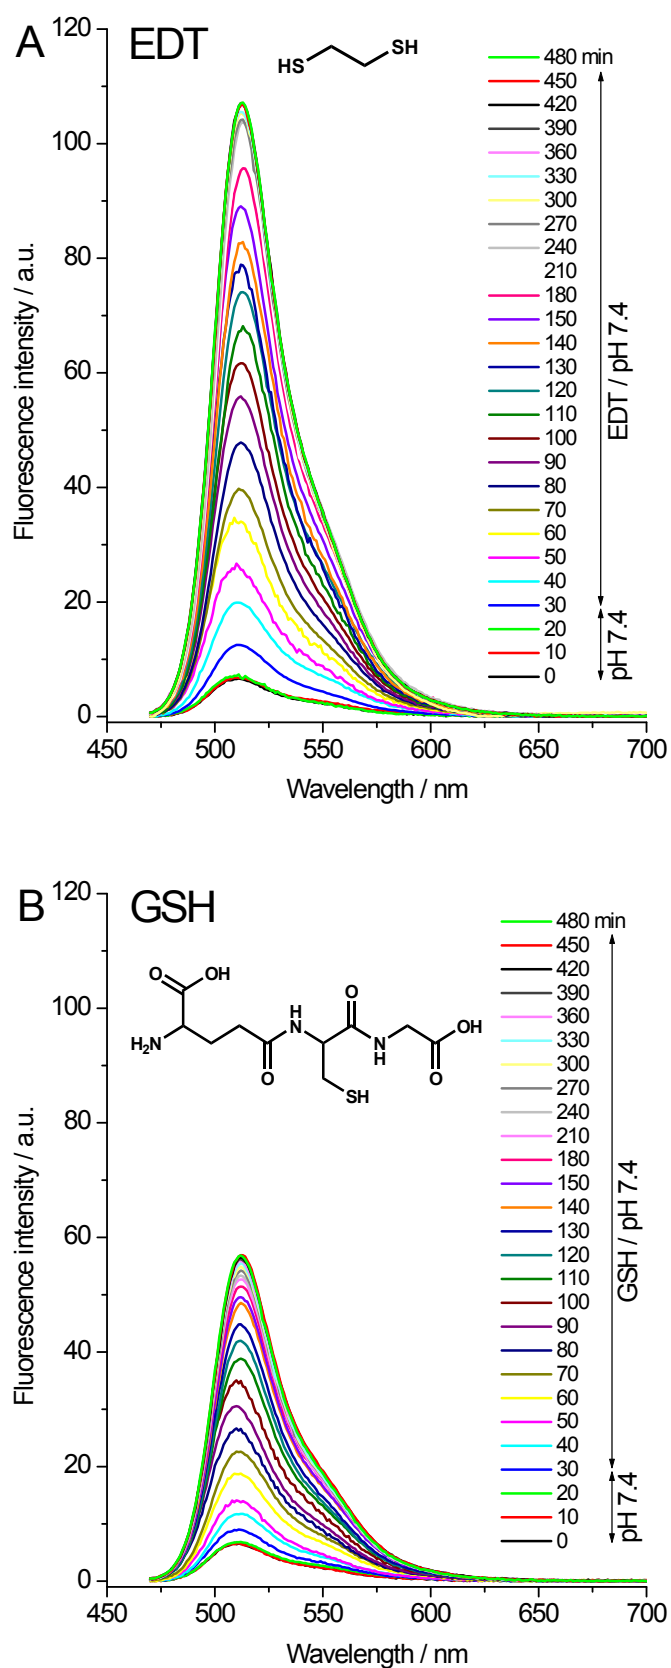 A
EDT
HS
SH
120
100
80
60
40
20
0
Fluorescence intensity / a.u.
450
500
550
600
650
700
Wavelength / nm
480 min
450
420
390
360
330
300
270
240
210
180
150
140
130
120
110
100
90
80
70
60
50
40
30
20
10
0
EDT / pH 7.4
pH 7.4
B
GSH
O
OH
H₂N
O
H
N
SH
O
N
H
O
OH
120
100
80
60
40
20
0
Fluorescence intensity / a.u.
450
500
550
600
650
700
Wavelength / nm
480 min
450
420
390
360
330
300
270
240
210
180
150
140
130
120
110
100
90
80
70
60
50
40
30
20
10
0
GSH / pH 7.4
pH 7.4